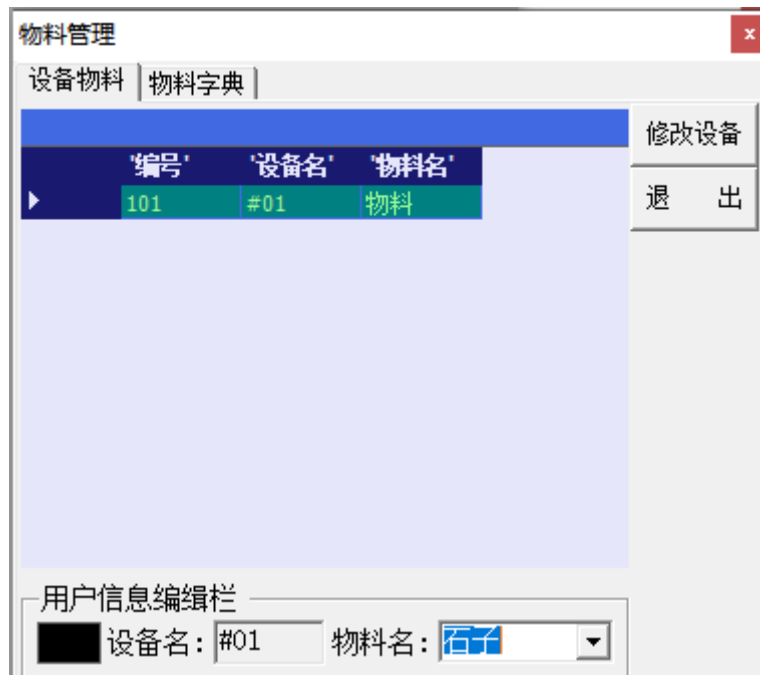 物料管理 x
设备物料 物料字典
修改设备
'编号' '设备名' '物料名'
101 #01 物料
退 出
用户信息编缉栏
设备名: #01 物料名: 石子